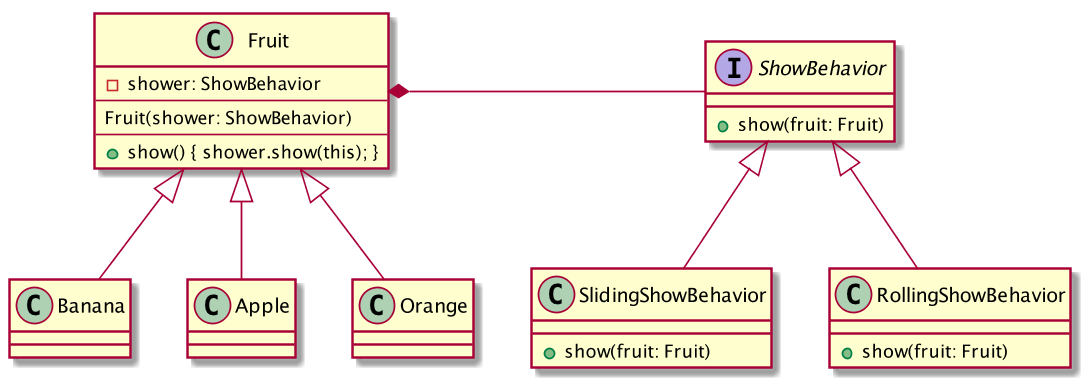 C Fruit
shower: ShowBehavior
Fruit(shower: ShowBehavior)
show() { shower.show(this); }
I ShowBehavior
show(fruit: Fruit)
C Banana
C Apple
C Orange
C SlidingShowBehavior
show(fruit: Fruit)
C RollingShowBehavior
show(fruit: Fruit)